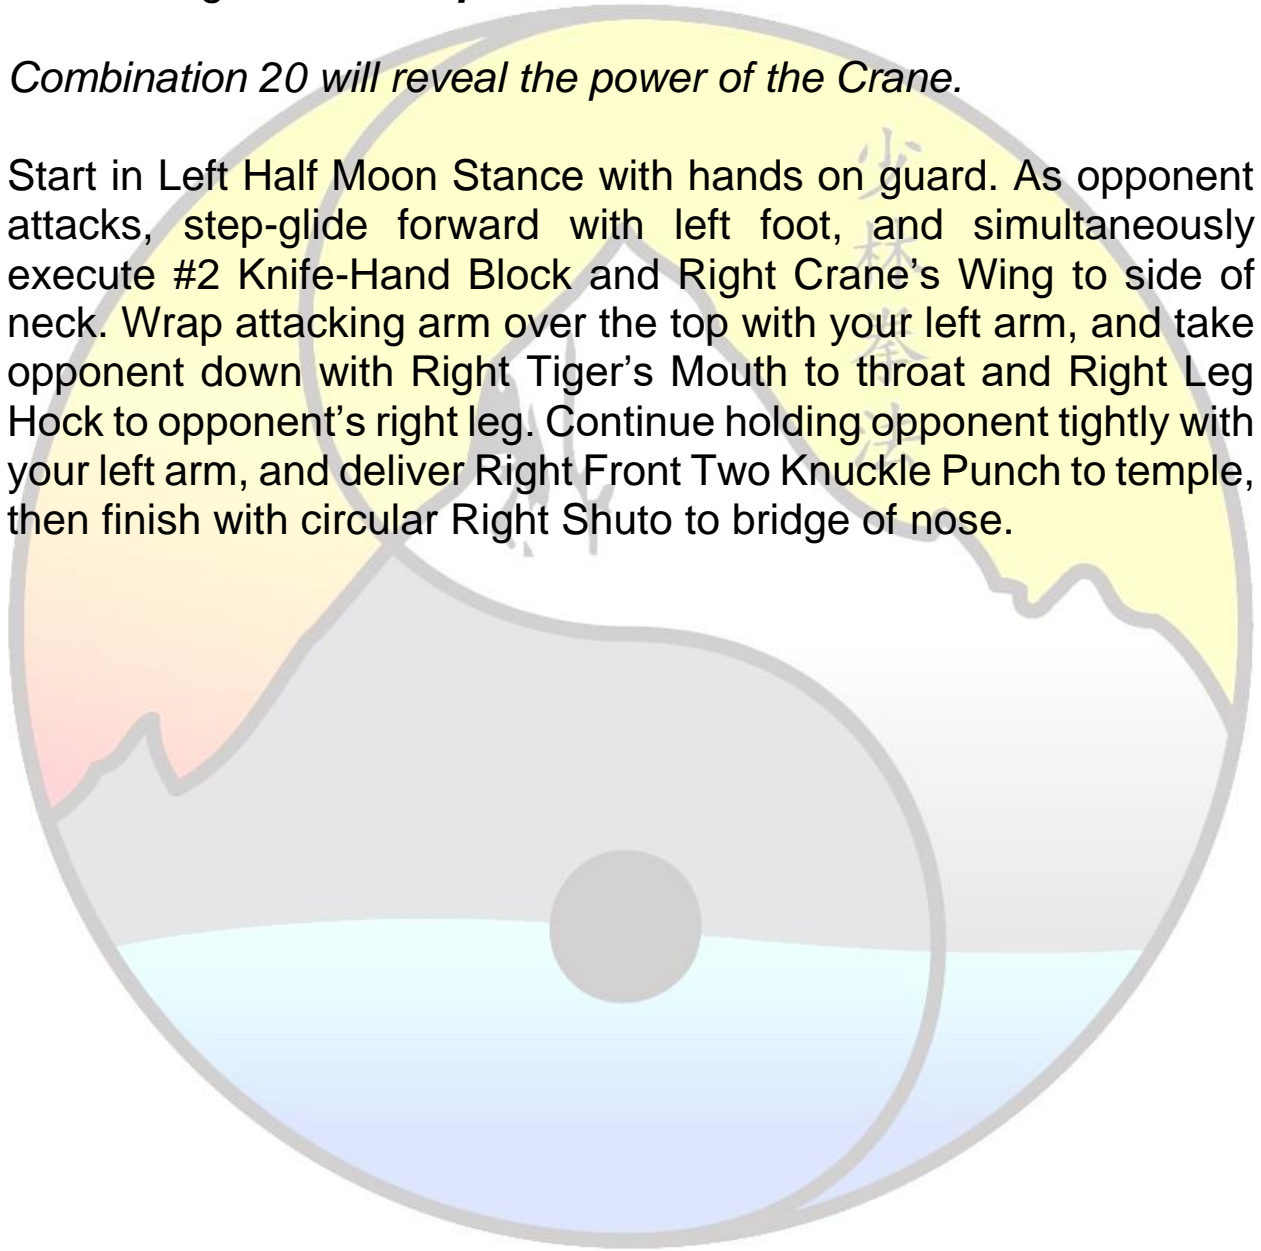 Combination 20 will reveal the power of the Crane.
Start in Left Half Moon Stance with hands on guard. As opponent
attacks, step-glide forward with left foot, and simultaneously
execute #2 Knife-Hand Block and Right Crane’s Wing to side of
neck. Wrap attacking arm over the top with your left arm, and take
opponent down with Right Tiger’s Mouth to throat and Right Leg
Hock to opponent’s right leg. Continue holding opponent tightly with
your left arm, and deliver Right Front Two Knuckle Punch to temple,
then finish with circular Right Shuto to bridge of nose.
少林拳法